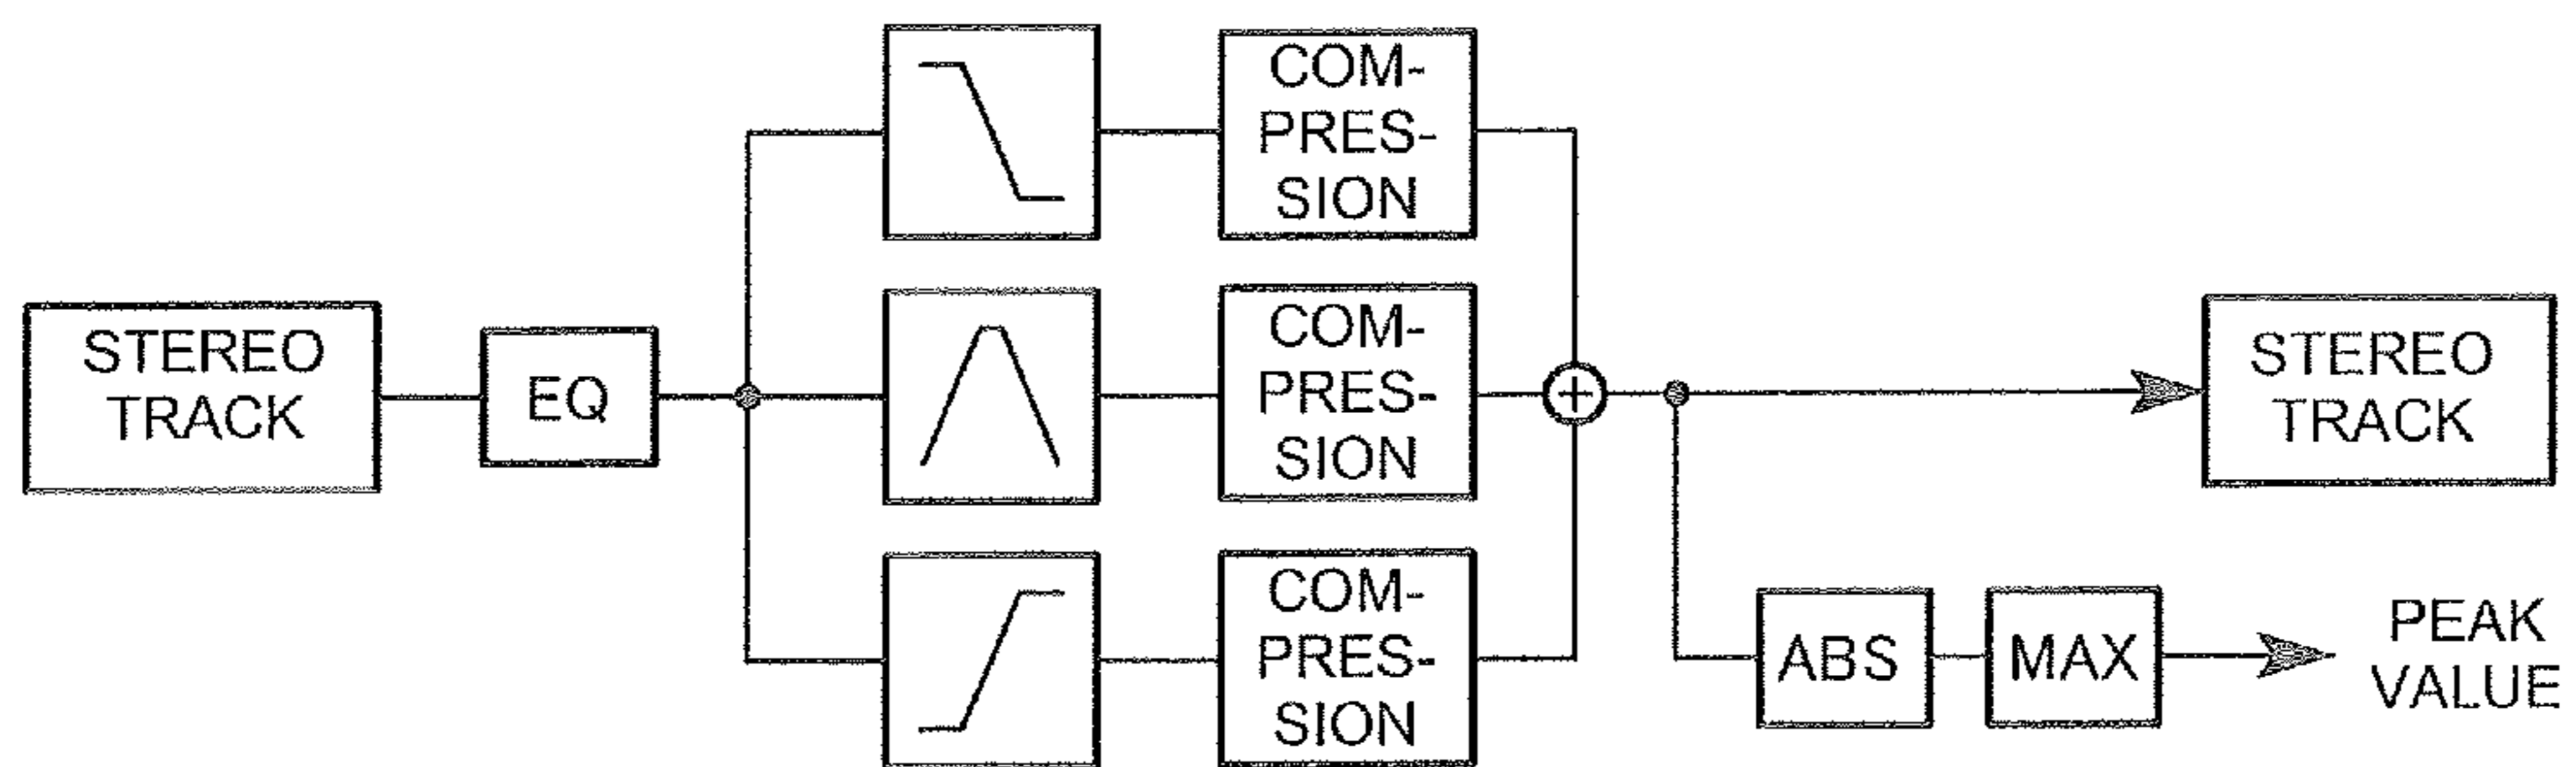 STEREO
TRACK
EQ
COM-
PRES-
SION
COM-
PRES-
SION
COM-
PRES-
SION
+
STEREO
TRACK
ABS
MAX
PEAK
VALUE